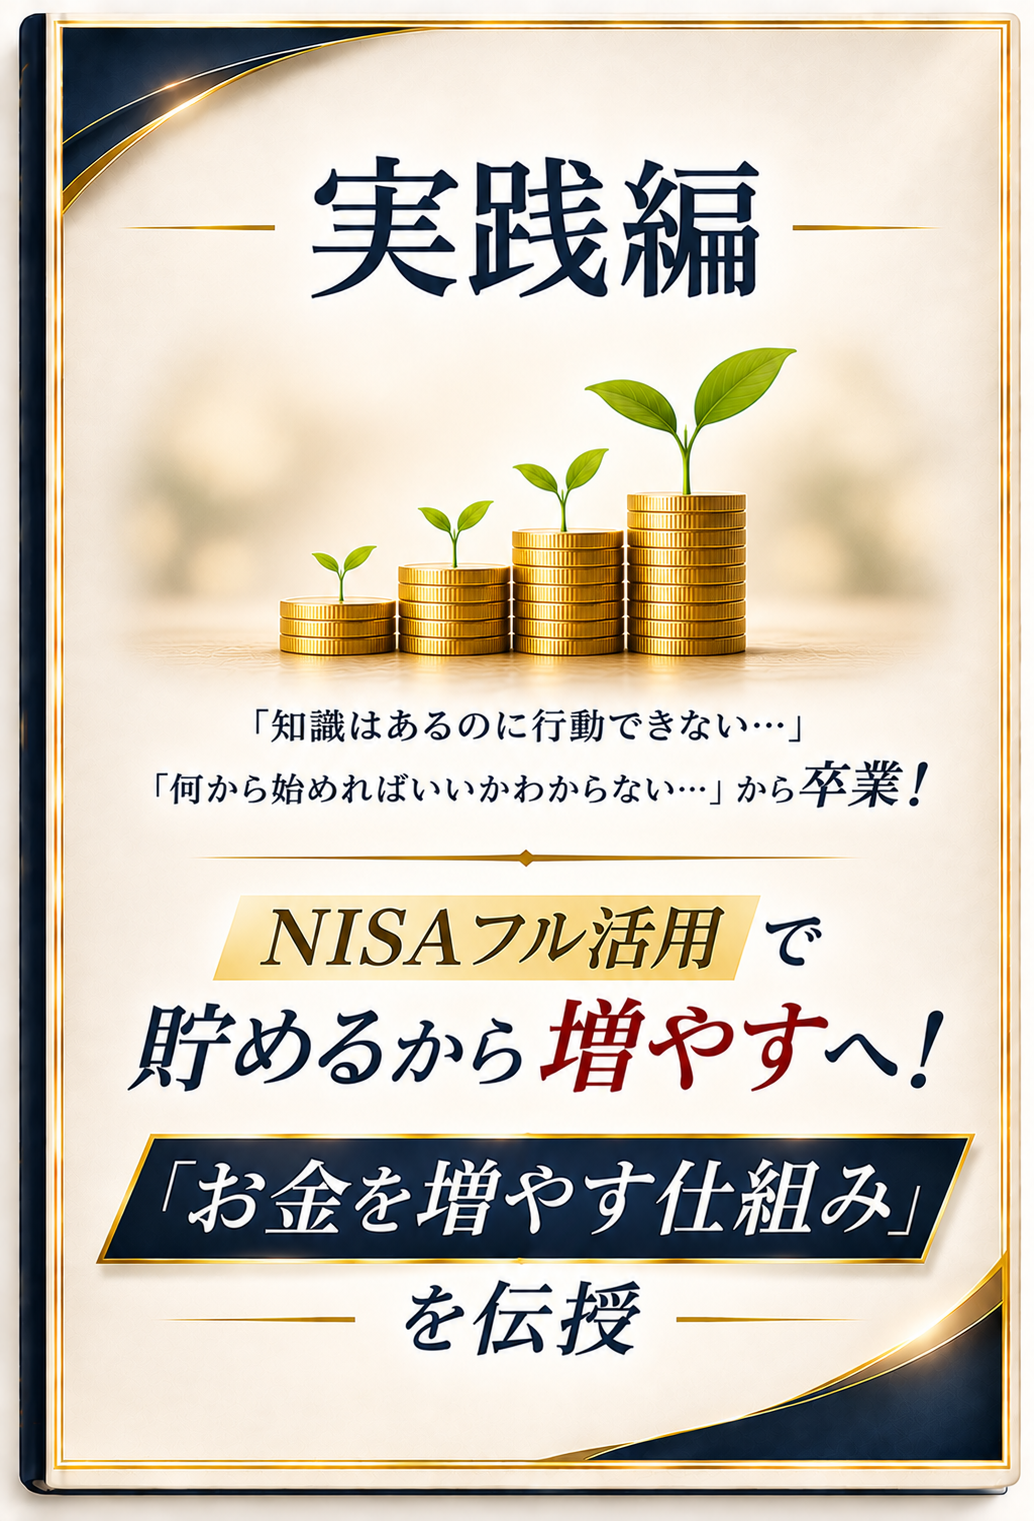 実践編
「知識はあるのに行動できない…」
「何から始めればいいかわからない…」から卒業！
NISAフル活用で
貯めるから増やすへ！
「お金を増やす仕組み」
を伝授